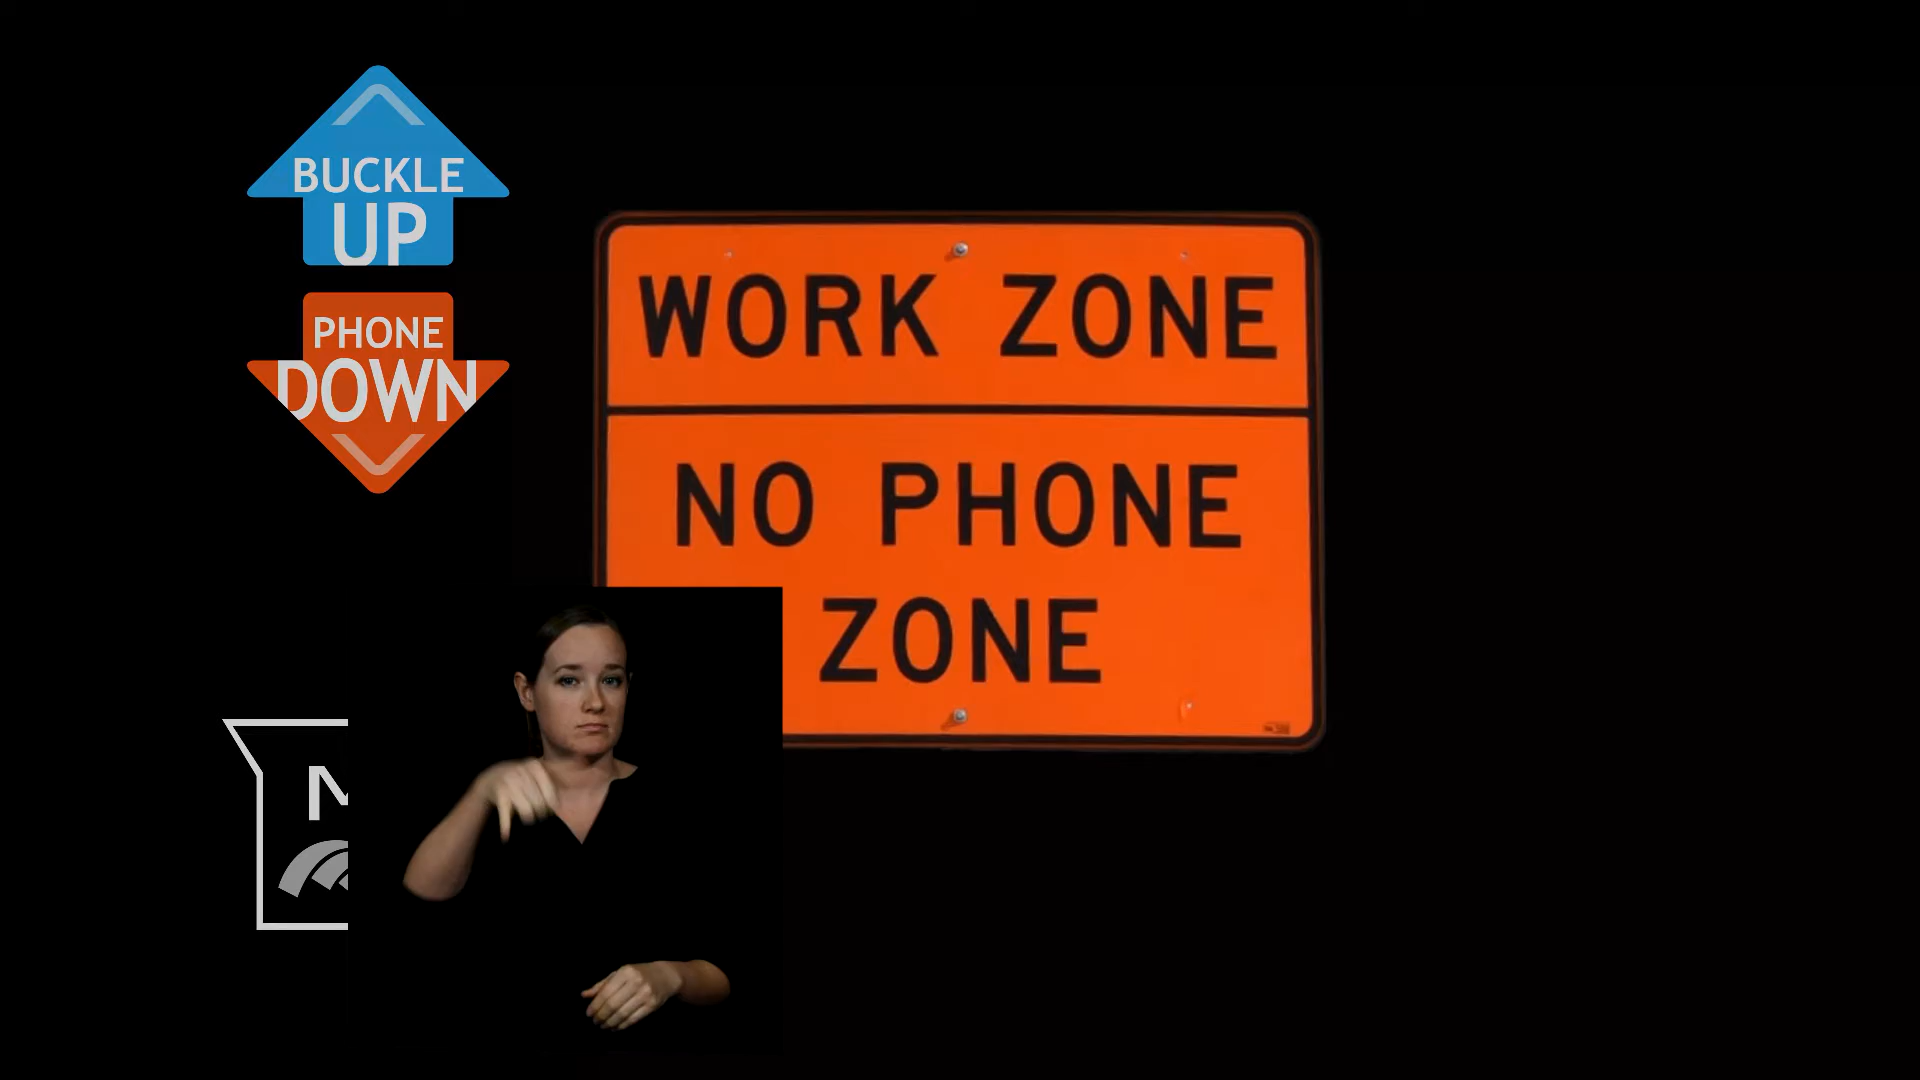 BUCKLE
UP
PHONE
DOWN
WORK ZONE
NO PHONE
ZONE